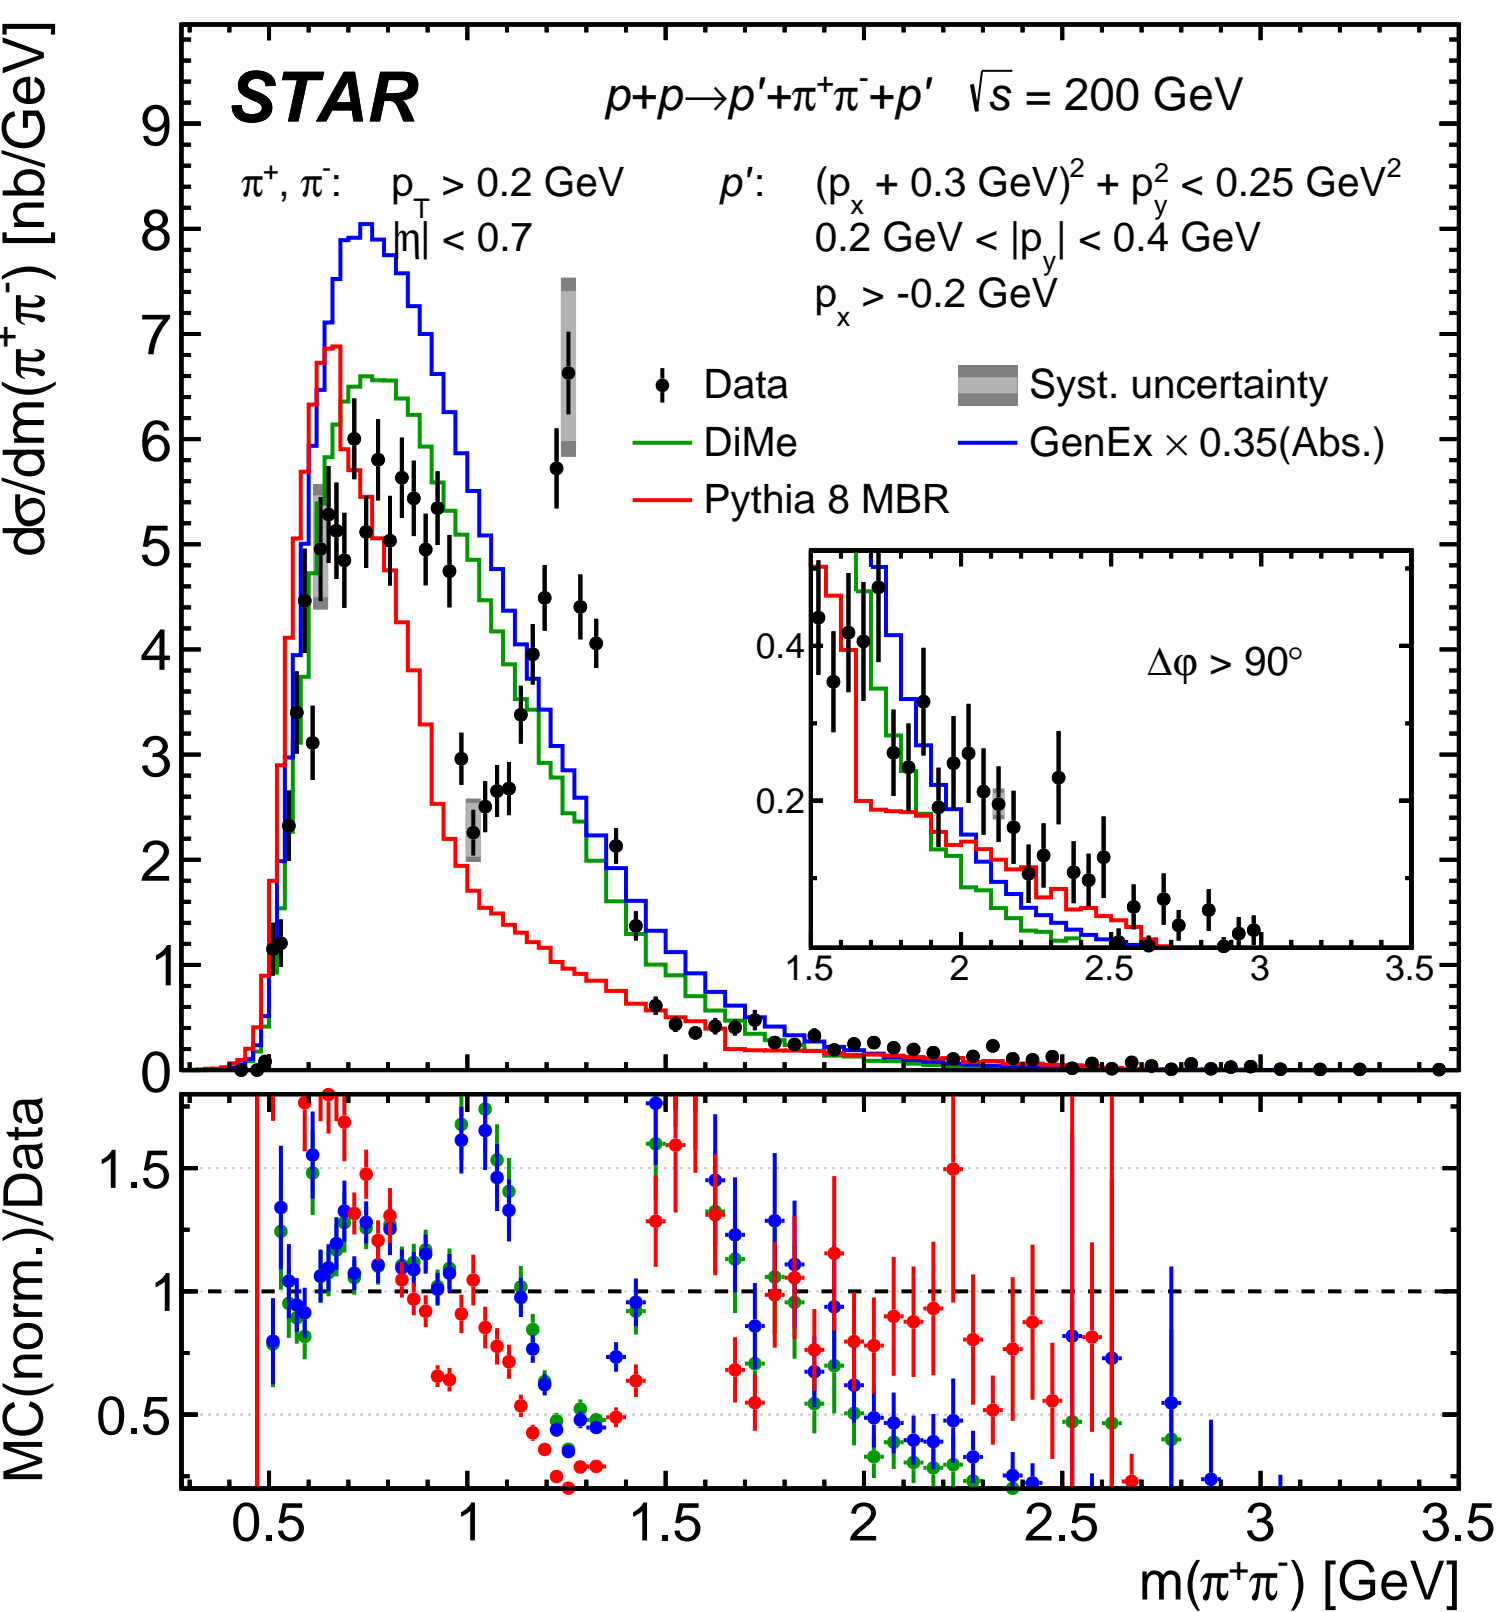 STAR p+p→p′+π⁺π⁻+p′ √s = 200 GeV
π⁺, π⁻: p_T > 0.2 GeV p′: (p_x + 0.3 GeV)² + p_y² < 0.25 GeV²
|η| < 0.7 0.2 GeV < |p_y| < 0.4 GeV
p_x > -0.2 GeV
Data Syst. uncertainty
DiMe GenEx × 0.35(Abs.)
Pythia 8 MBR
dσ/dm(π⁺π⁻) [nb/GeV]
9
8
7
6
5
4
3
2
1
0
Δφ > 90°
0.4
0.2
1.5 2 2.5 3 3.5
MC(norm.)/Data
1.5
1
0.5
0.5 1 1.5 2 2.5 3 3.5
m(π⁺π⁻) [GeV]